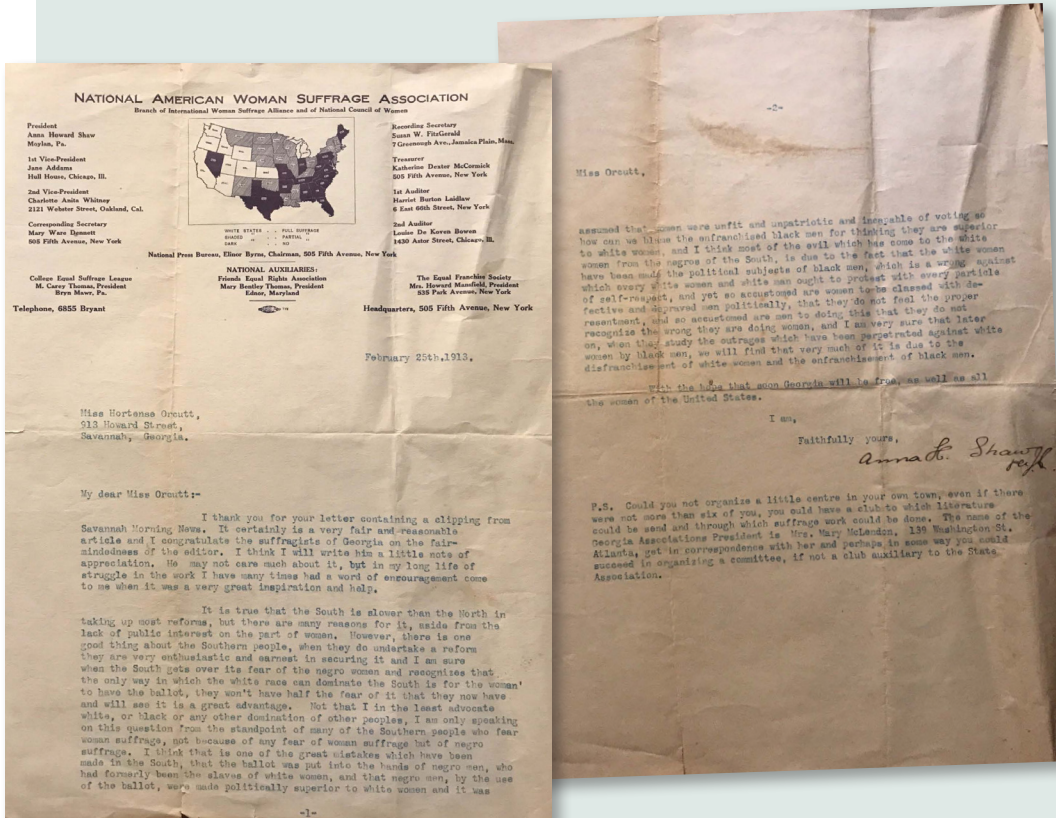 NATIONAL AMERICAN WOMAN SUFFRAGE ASSOCIATION
Branch of International Woman Suffrage Alliance and of National Council of Women
President
Anna Howard Shaw
Moylan, Pa.
1st Vice-President
Jane Addams
Hull House, Chicago, Ill.
2nd Vice-President
Charlotte Anita Whitney
2121 Webster Street, Oakland, Cal.
Corresponding Secretary
Mary Ware Dennett
505 Fifth Avenue, New York
WHITE STATES . . FULL SUFFRAGE
SHADED " . . PARTIAL "
DARK " . . NO
Recording Secretary
Susan W. FitzGerald
7 Greenough Ave., Jamaica Plain, Mass.
Treasurer
Katherine Dexter McCormick
505 Fifth Avenue, New York
1st Auditor
Harriet Burton Laidlaw
6 East 66th Street, New York
2nd Auditor
Louise De Koven Bowen
1430 Astor Street, Chicago, Ill.
National Press Bureau, Elinor Byrns, Chairman, 505 Fifth Avenue, New York
College Equal Suffrage League
M. Carey Thomas, President
Bryn Mawr, Pa.
NATIONAL AUXILIARIES:
Friends Equal Rights Association
Mary Bentley Thomas, President
Ednor, Maryland
The Equal Franchise Society
Mrs. Howard Mansfield, President
535 Park Avenue, New York
Telephone, 6855 Bryant
Headquarters, 505 Fifth Avenue, New York
February 25th.1913.
Miss Hortense Orcutt,
913 Howard Street,
Savannah, Georgia.
My dear Miss Orcutt:-
I thank you for your letter containing a clipping from
Savannah Morning News. It certainly is a very fair and reasonable
article and I congratulate the suffragists of Georgia on the fair-
mindedness of the editor. I think I will write him a little note of
appreciation. He may not care much about it, but in my long life of
struggle in the work I have many times had a word of encouragement come
to me when it was a very great inspiration and help.
It is true that the South is slower than the North in
taking up most reforms, but there are many reasons for it, aside from the
lack of public interest on the part of women. However, there is one
good thing about the Southern people, when they do undertake a reform
they are very enthusiastic and earnest in securing it and I am sure
when the South gets over its fear of the negro woman and recognizes that
the only way in which the white race can dominate the South is for the woman'
to have the ballot, they won't have half the fear of it that they now have
and will see it is a great advantage. Not that I in the least advocate
white, or black or any other domination of other peoples, I am only speaking
on this question from the standpoint of many of the Southern people who fear
woman suffrage, not because of any fear of woman suffrage but of negro
suffrage. I think that is one of the great mistakes which have been
made in the South, that the ballot was put into the hands of negro men, who
had formerly been the slaves of white women, and that negro men, by the use
of the ballot, were made politically superior to white women and it was
-1-
-2-
Miss Orcutt,
assumed that women were unfit and unpatriotic and incapable of voting so
how can we blame the enfranchised black men for thinking they are superior
to white women, and I think most of the evil which has come to the white
women from the negros of the South, is due to the fact that the white women
have been made the political subjects of black men, which is a wrong against
which every white women and white man ought to protest with every particle
of self-respect, and yet so accustomed are women to be classed with de-
fective and depraved men politically, that they do not feel the proper
resentment, and so accustomed are men to doing this that they do not
recognize the wrong they are doing women, and I am very sure that later
on, when they study the outrages which have been perpetrated against white
women by black men, we will find that very much of it is due to the
disfranchisement of white women and the enfranchisement of black men.
With the hope that soon Georgia will be free, as well as all
the women of the United States.
I am,
Faithfully yours,
Anna H. Shaw
P.S. Could you not organize a little centre in your own town, even if there
were not more than six of you, you ould have a club to which literature
could be send and through which suffrage work could be done. The name of the
Georgia Associations President is Mrs. Mary McLendon, 139 Washington St.
Atlanta, get in correspondence with her and perhaps in some way you could
succeed in organizing a committee, if not a club auxiliary to the State
Association.